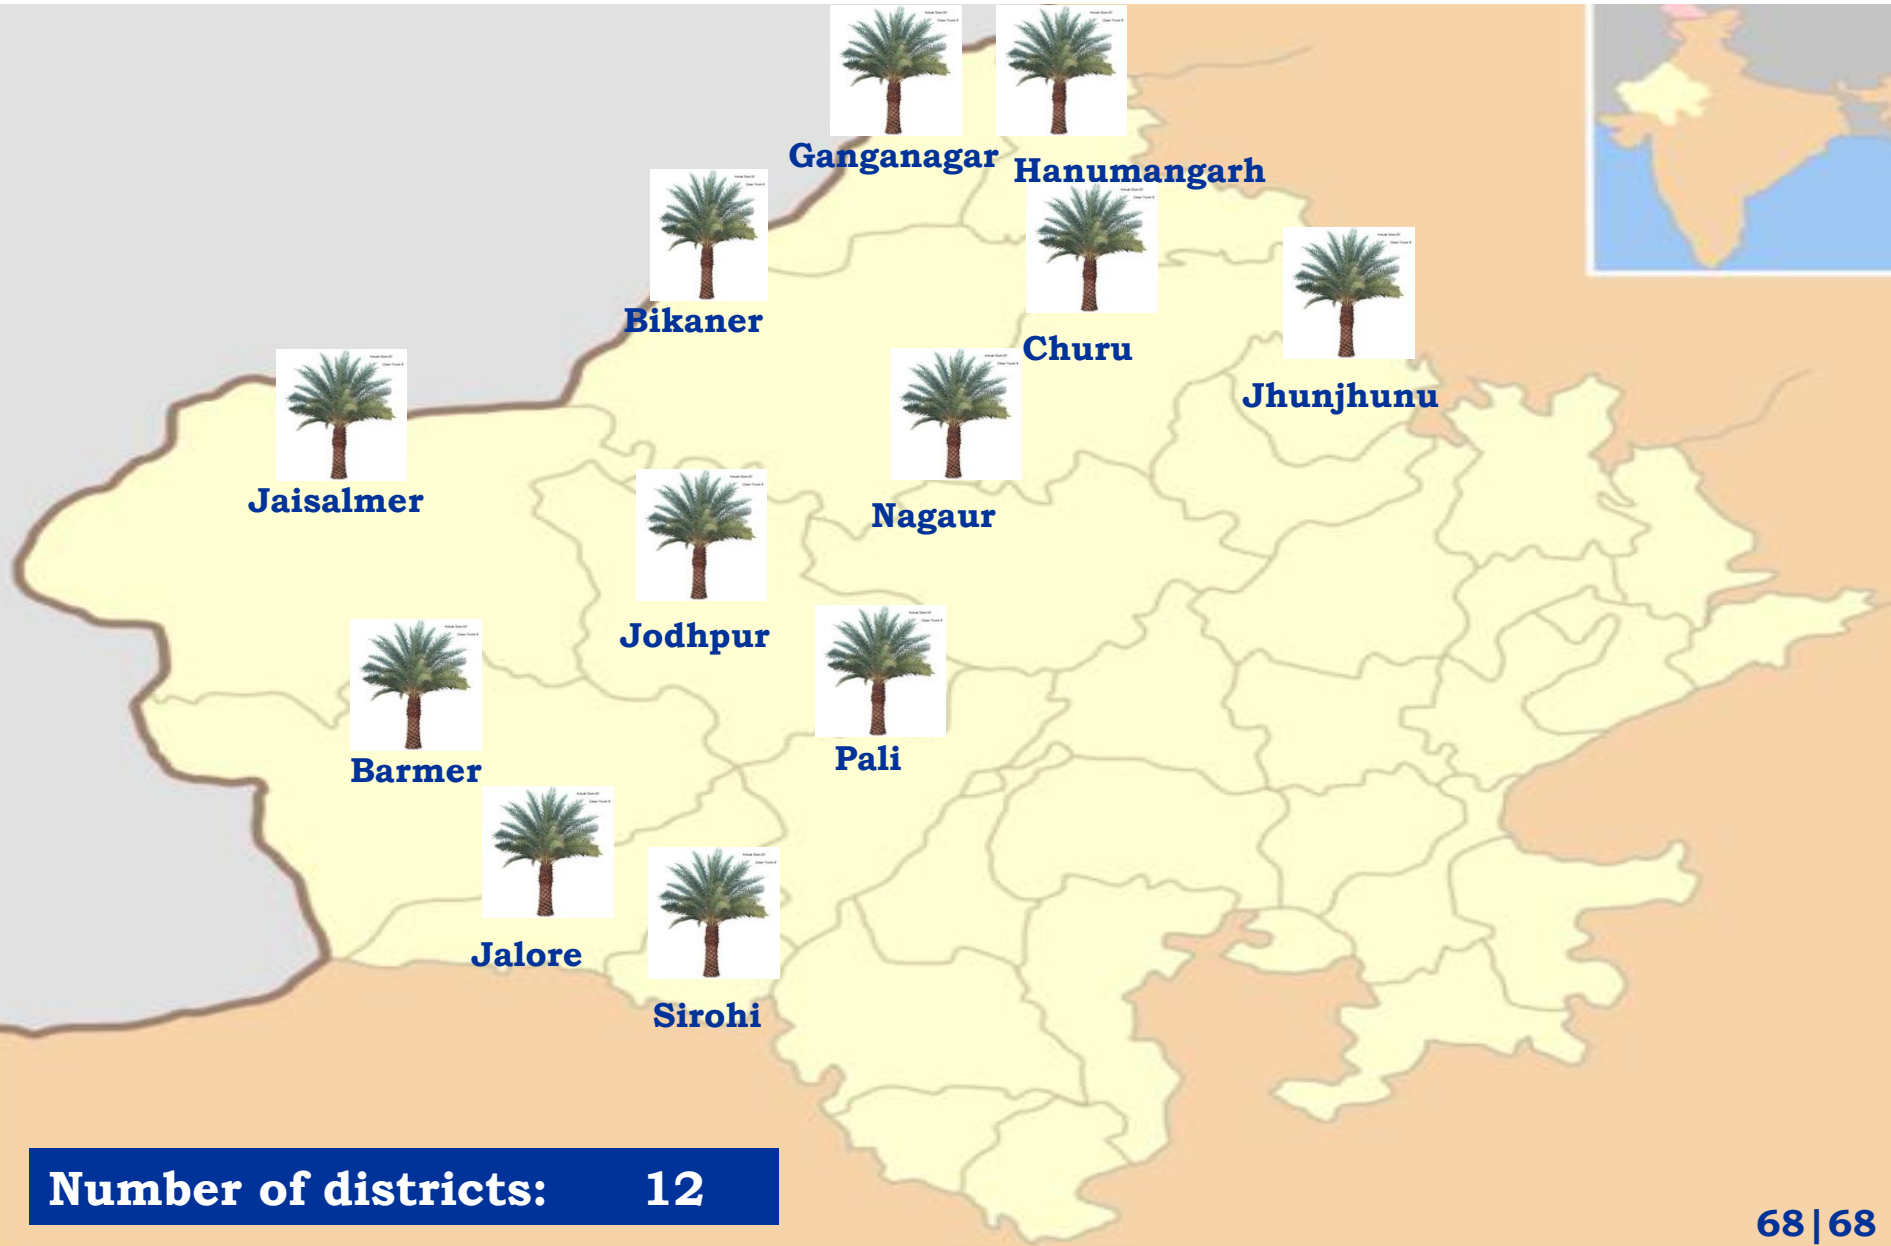 Ganganagar
Hanumangarh
Bikaner
Churu
Jhunjhunu
Jaisalmer
Nagaur
Jodhpur
Barmer
Pali
Jalore
Sirohi
Number of districts: 12
68|68